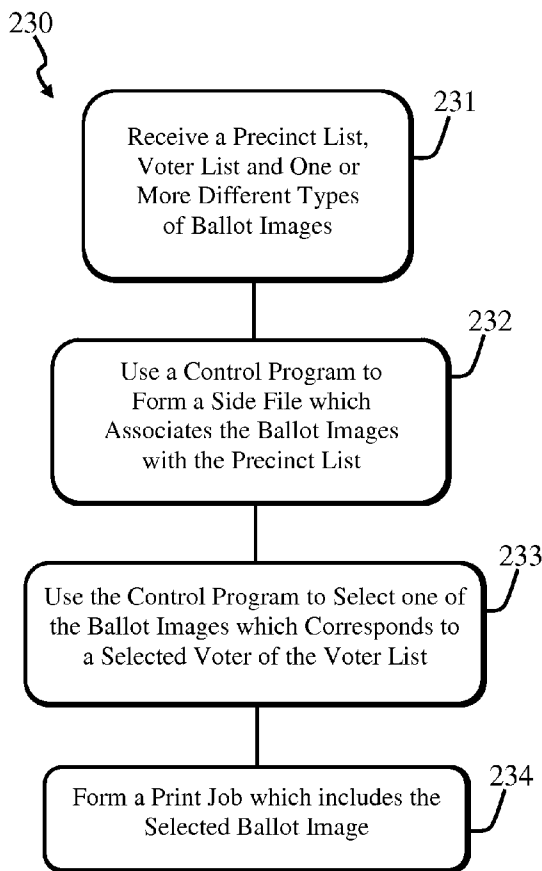 230
231
Receive a Precinct List,
Voter List and One or
More Different Types
of Ballot Images
232
Use a Control Program to
Form a Side File which
Associates the Ballot Images
with the Precinct List
233
Use the Control Program to Select one of
the Ballot Images which Corresponds to
a Selected Voter of the Voter List
234
Form a Print Job which includes the
Selected Ballot Image